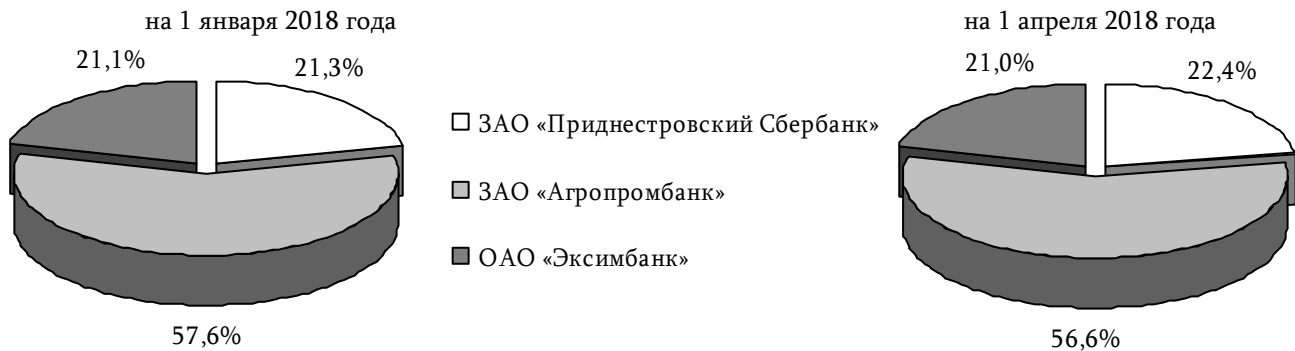 на 1 января 2018 года
21,1%
21,3%
57,6%
ЗАО «Приднестровский Сбербанк»
ЗАО «Агропромбанк»
ОАО «Эксимбанк»
на 1 апреля 2018 года
21,0%
22,4%
56,6%